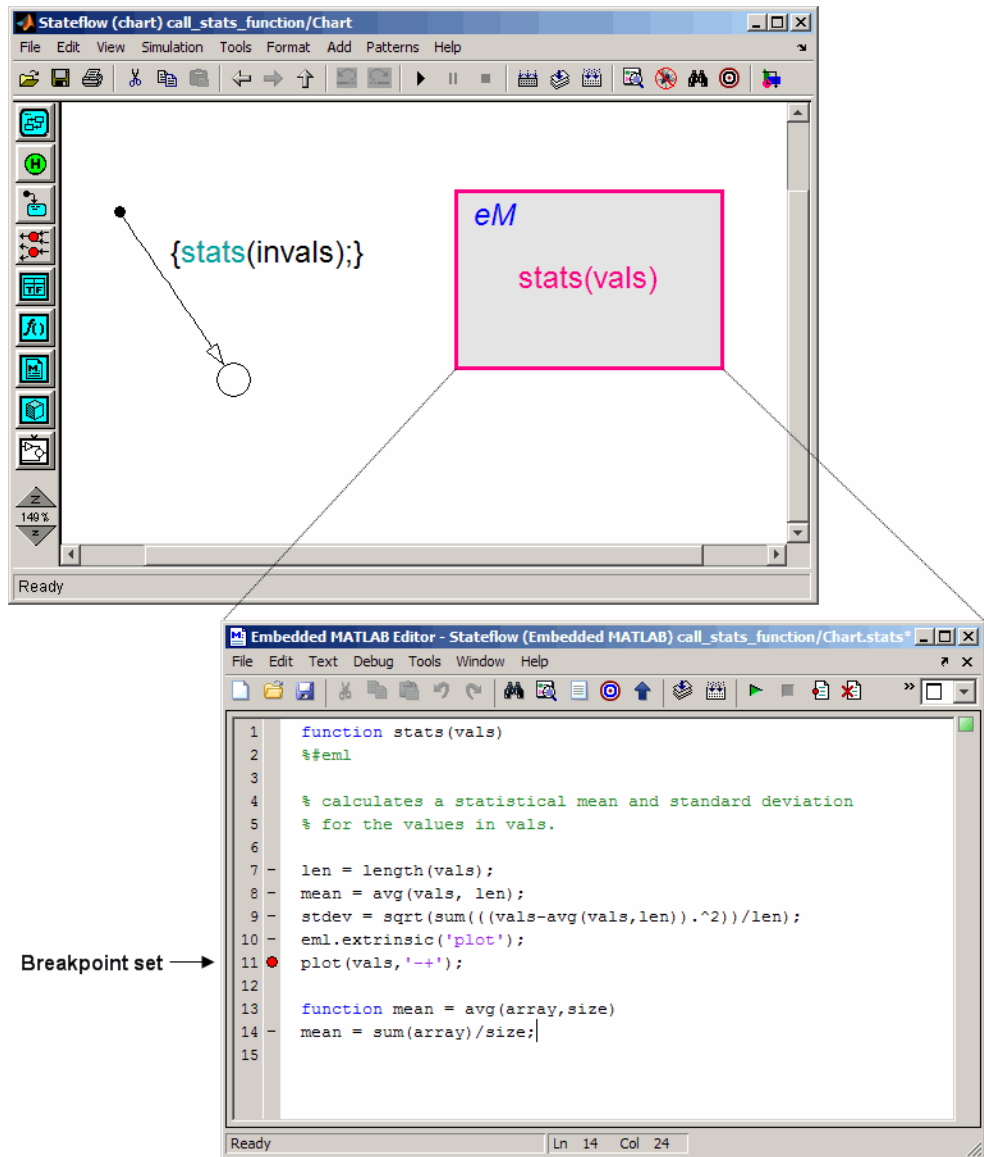 Stateflow (chart) call_stats_function/Chart
File Edit View Simulation Tools Format Add Patterns Help
H
eM
{stats(invals);}
stats(vals)
TF
f()
M
Z
149%
z
Ready
Embedded MATLAB Editor - Stateflow (Embedded MATLAB) call_stats_function/Chart.stats*
File Edit Text Debug Tools Window Help
1 function stats(vals)
2 %#eml
3
4 % calculates a statistical mean and standard deviation
5 % for the values in vals.
6
7 - len = length(vals);
8 - mean = avg(vals, len);
9 - stdev = sqrt(sum(((vals-avg(vals,len)).^2))/len);
10 - eml.extrinsic('plot');
Breakpoint set
11 plot(vals,'-+');
12
13 function mean = avg(array,size)
14 - mean = sum(array)/size;
15
Ready
Ln 14 Col 24